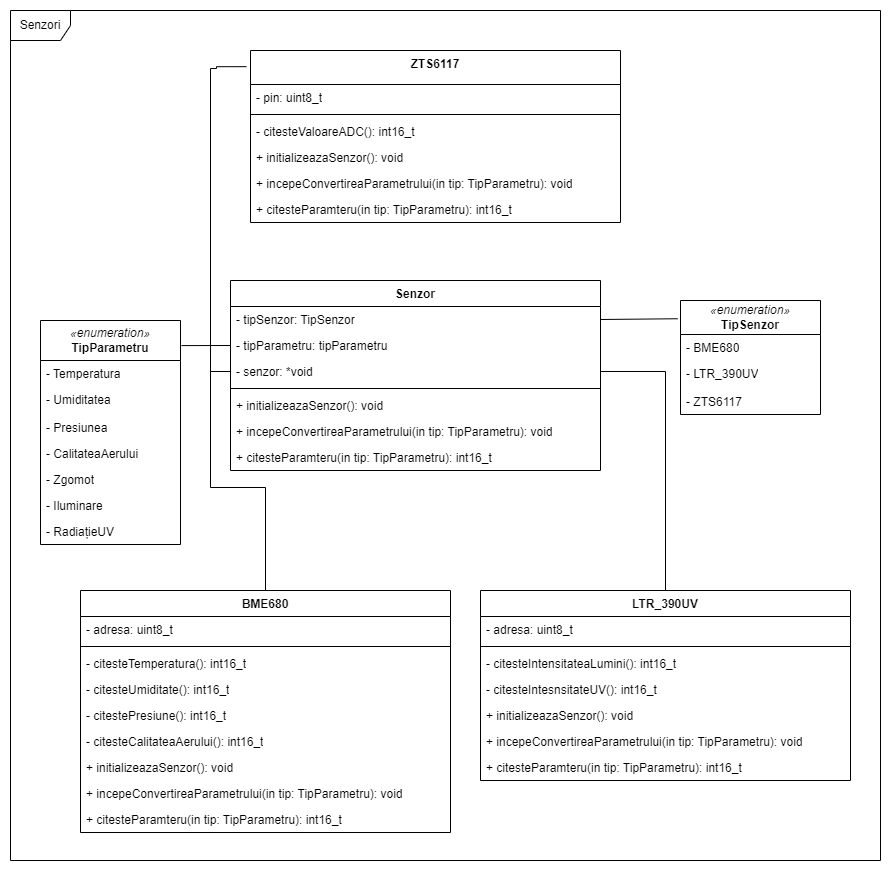 Senzori
ZTS6117
- pin: uint8_t
- citesteValoareADC(): int16_t
+ initializeazaSenzor(): void
+ incepeConvertireaParametrului(in tip: TipParametru): void
+ citesteParamteru(in tip: TipParametru): int16_t
«enumeration»
TipParametru
- Temperatura
- Umiditatea
- Presiunea
- CalitateaAerului
- Zgomot
- Iluminare
- RadiațieUV
Senzor
- tipSenzor: TipSenzor
- tipParametru: tipParametru
- senzor: *void
+ initializeazaSenzor(): void
+ incepeConvertireaParametrului(in tip: TipParametru): void
+ citesteParamteru(in tip: TipParametru): int16_t
«enumeration»
TipSenzor
- BME680
- LTR_390UV
- ZTS6117
BME680
- adresa: uint8_t
- citesteTemperatura(): int16_t
- citesteUmiditate(): int16_t
- citestePresiune(): int16_t
- citesteCalitateaAerului(): int16_t
+ initializeazaSenzor(): void
+ incepeConvertireaParametrului(in tip: TipParametru): void
+ citesteParamteru(in tip: TipParametru): int16_t
LTR_390UV
- adresa: uint8_t
- citesteIntensitateaLumini(): int16_t
- citesteIntesnsitateUV(): int16_t
+ initializeazaSenzor(): void
+ incepeConvertireaParametrului(in tip: TipParametru): void
+ citesteParamteru(in tip: TipParametru): int16_t